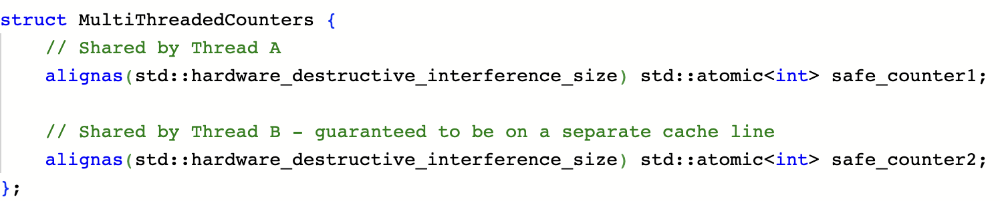 struct MultiThreadedCounters {
    // Shared by Thread A
    alignas(std::hardware_destructive_interference_size) std::atomic<int> safe_counter1;

    // Shared by Thread B - guaranteed to be on a separate cache line
    alignas(std::hardware_destructive_interference_size) std::atomic<int> safe_counter2;
};